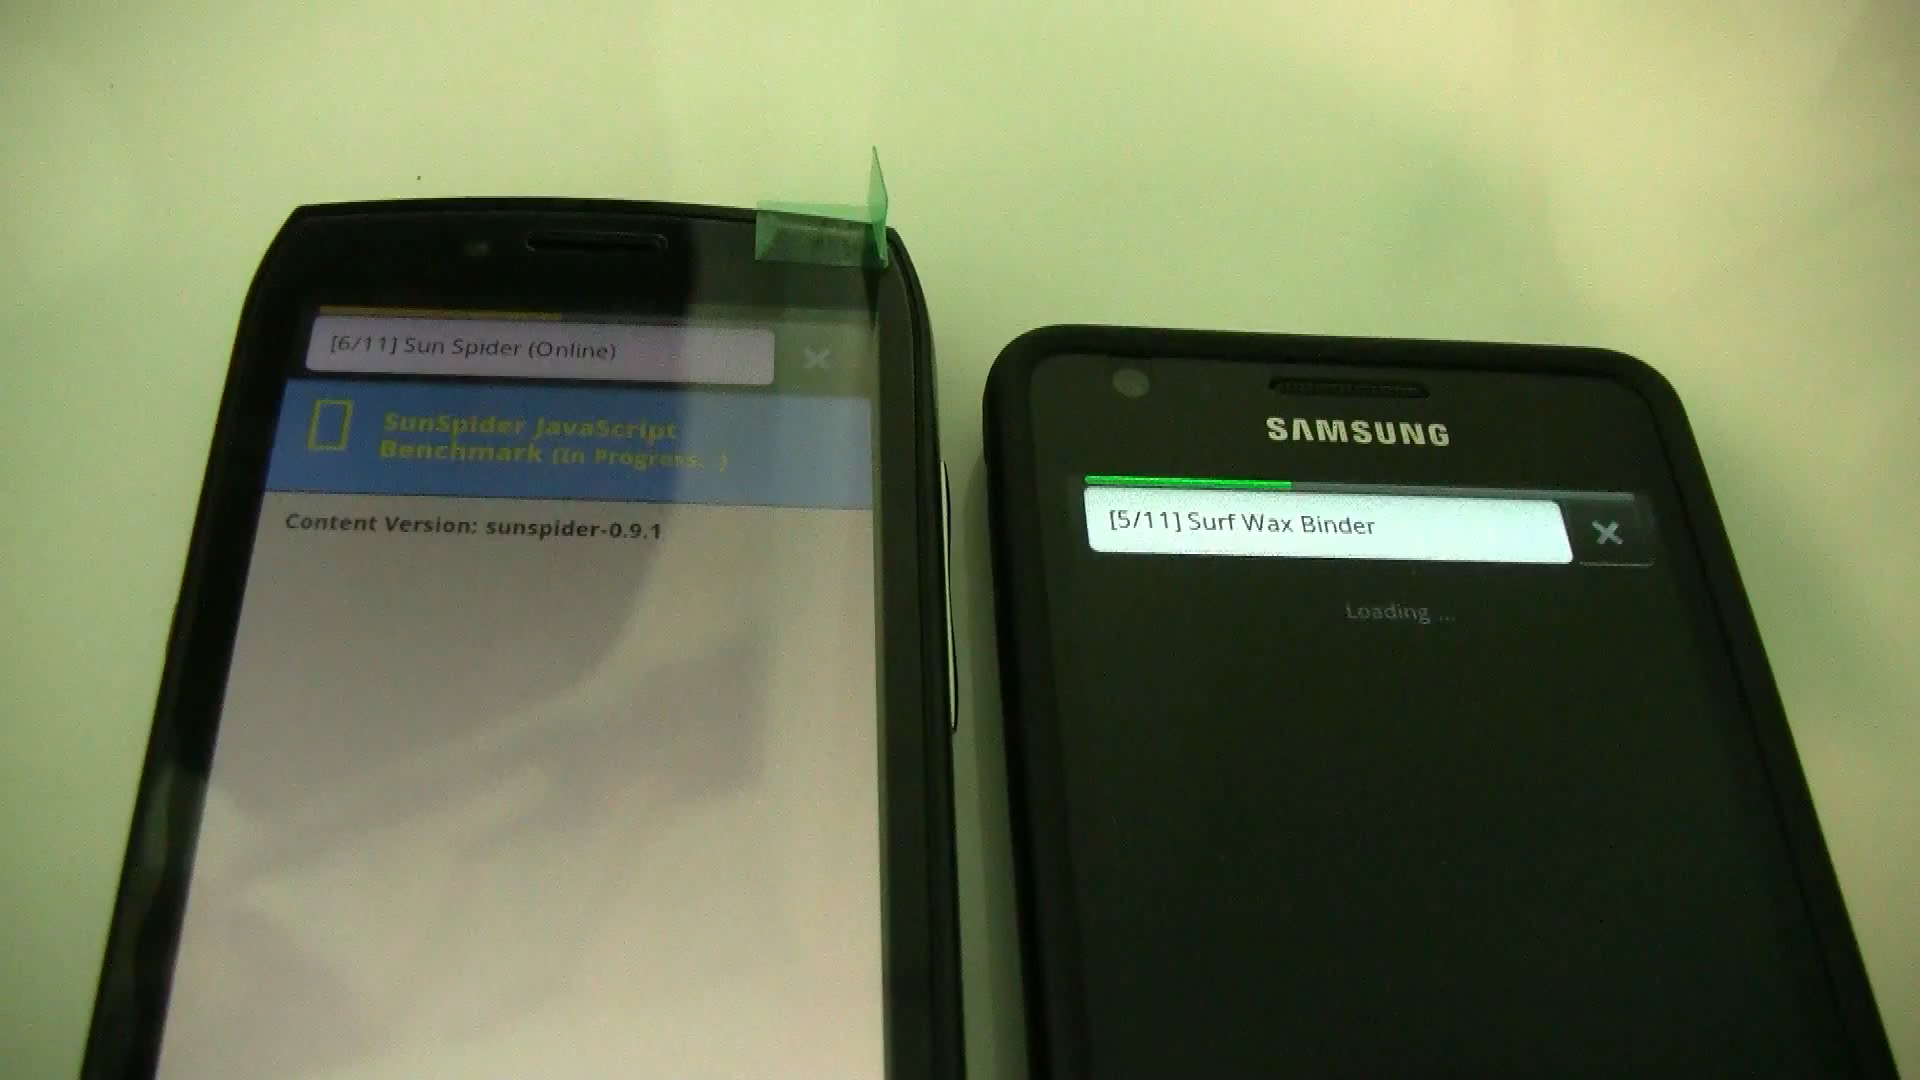 [6/11] Sun Spider (Online)
SunSpider JavaScript
Benchmark (In Progress...)
Content Version: sunspider-0.9.1
SAMSUNG
[5/11] Surf Wax Binder
Loading ...